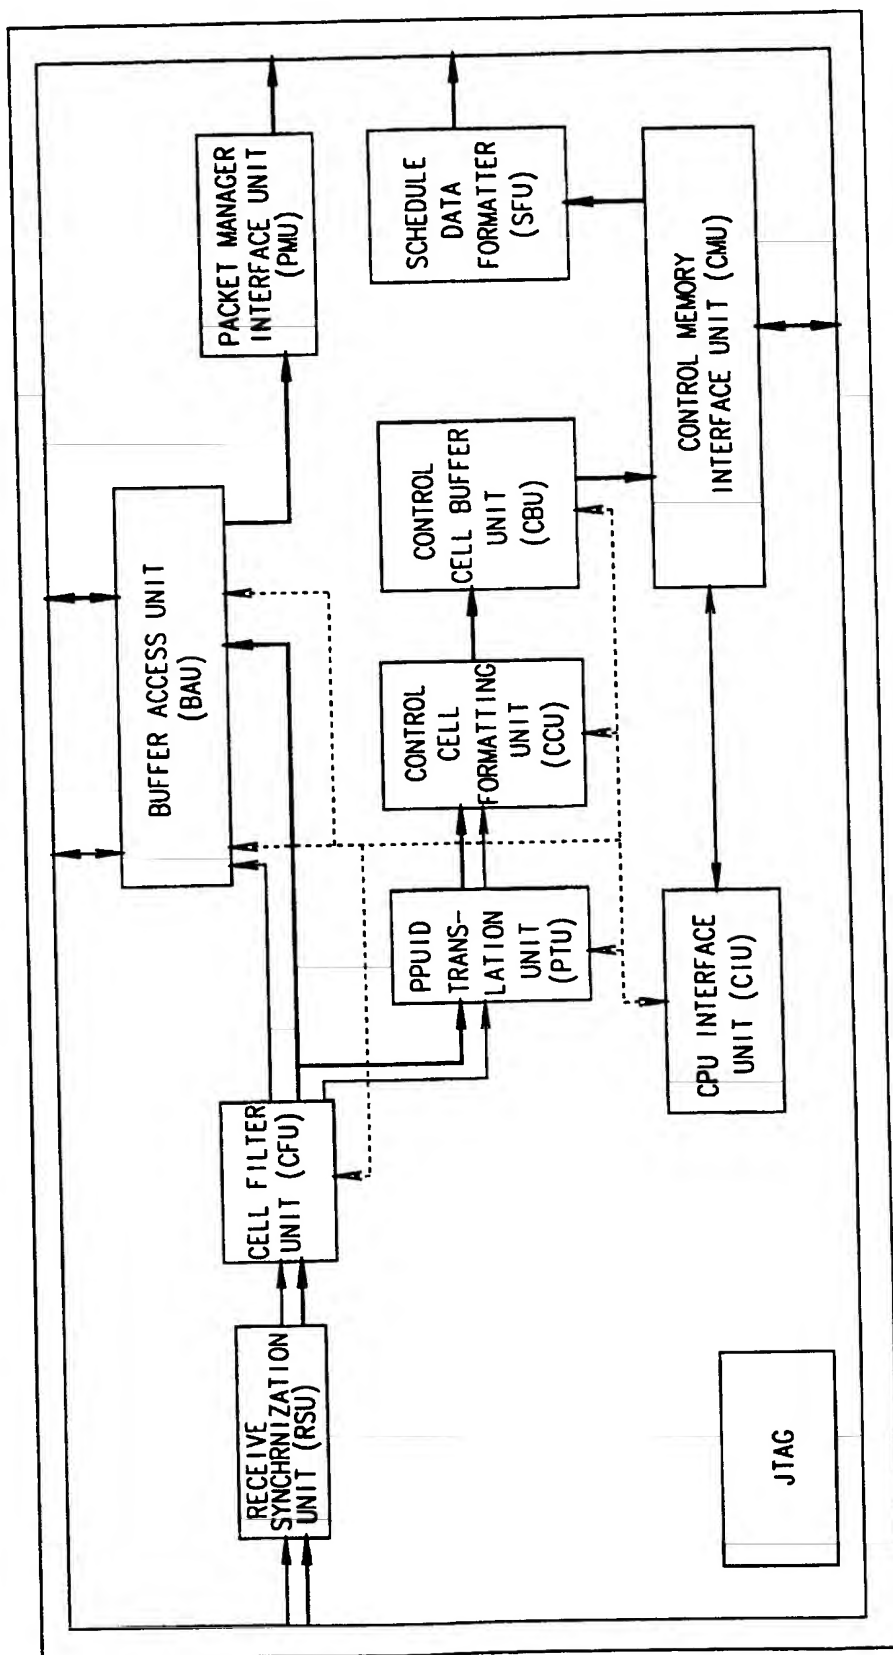 RECEIVE
SYNCHRNIZATION
UNIT (RSU)
CELL FILTER
UNIT (CFU)
BUFFER ACCESS UNIT
(BAU)
PACKET MANAGER
INTERFACE UNIT
(PMU)
PPUID
TRANS-
LATION
UNIT
(PTU)
CONTROL
CELL
FORMATTING
UNIT
(CCU)
CONTROL
CELL BUFFER
UNIT
(CBU)
SCHEDULE
DATA
FORMATTER
(SFU)
JTAG
CPU INTERFACE
UNIT (CIU)
CONTROL MEMORY
INTERFACE UNIT (CMU)